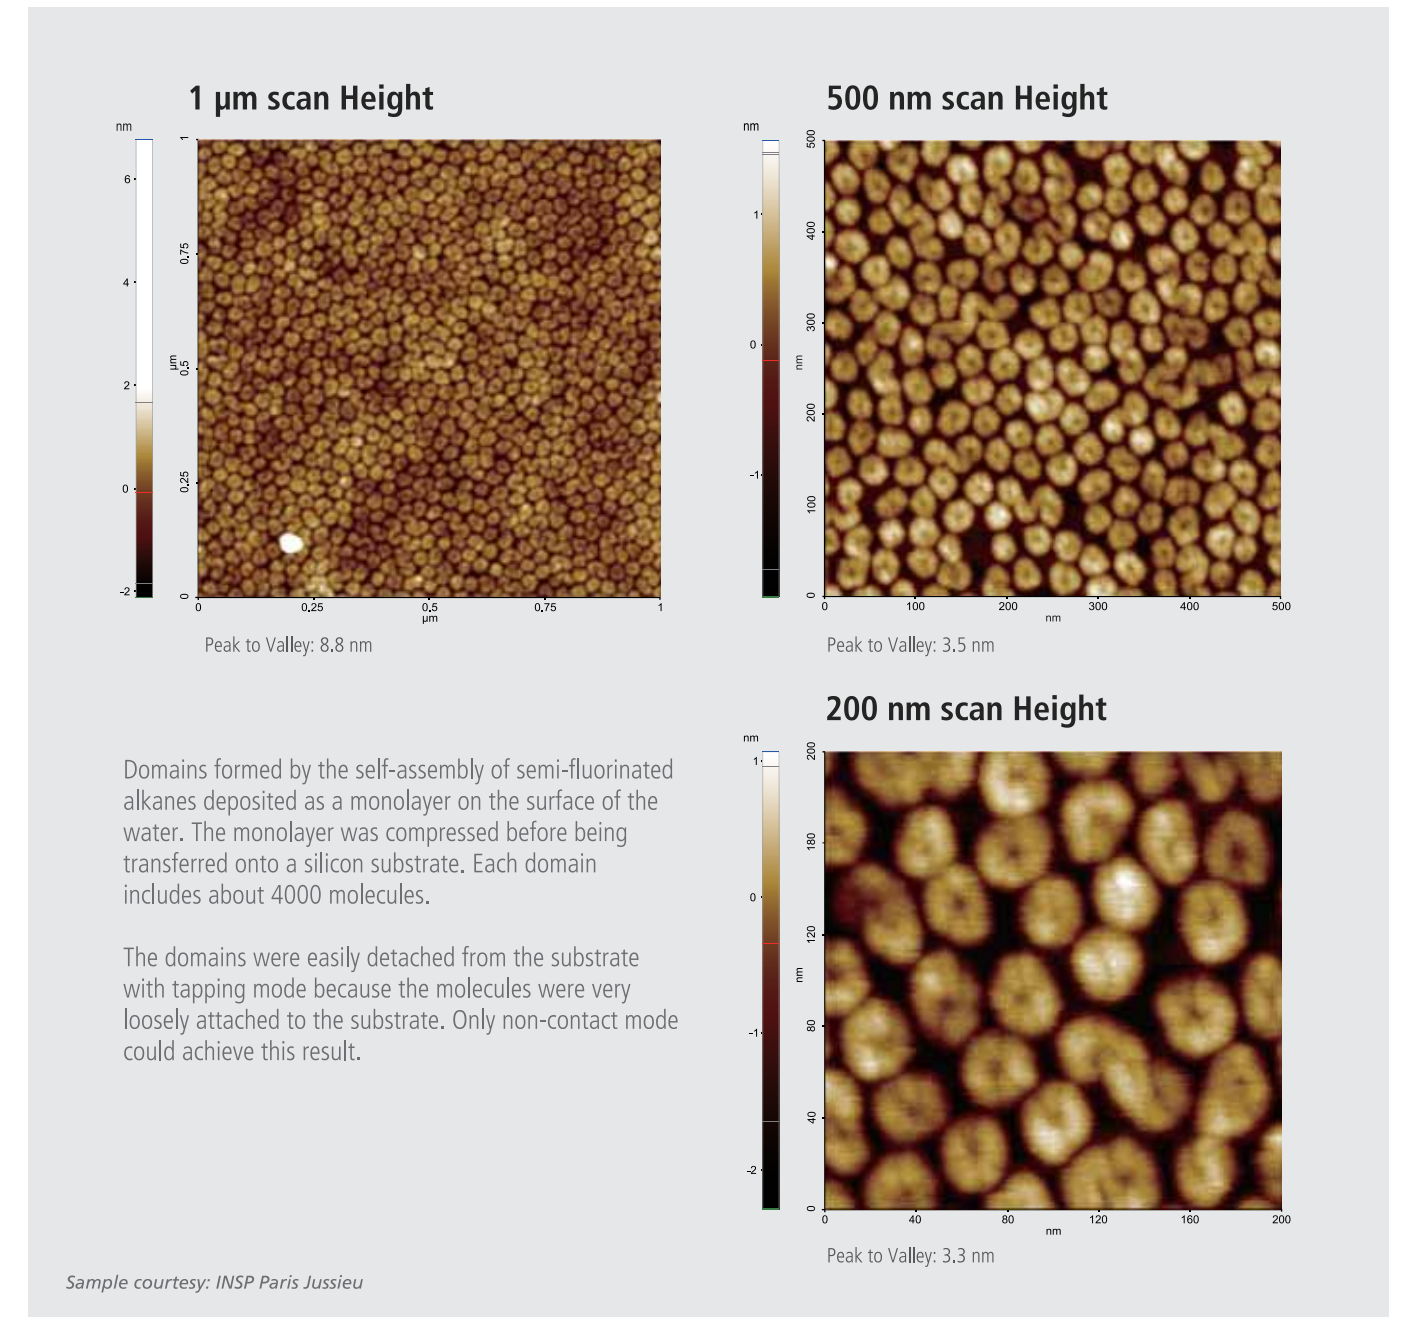 1 µm scan Height
nm
6
4
2
0
-2
1
0.75
0.5
0.25
0
µm
0
0.25
0.5
0.75
1
µm
Peak to Valley: 8.8 nm
500 nm scan Height
nm
1
0
-1
500
400
300
200
100
0
nm
0
100
200
300
400
500
nm
Peak to Valley: 3.5 nm
Domains formed by the self-assembly of semi-fluorinated
alkanes deposited as a monolayer on the surface of the
water. The monolayer was compressed before being
transferred onto a silicon substrate. Each domain
includes about 4000 molecules.
The domains were easily detached from the substrate
with tapping mode because the molecules were very
loosely attached to the substrate. Only non-contact mode
could achieve this result.
200 nm scan Height
nm
1
0
-1
-2
200
180
120
80
40
0
nm
0
40
80
120
160
200
nm
Peak to Valley: 3.3 nm
Sample courtesy: INSP Paris Jussieu